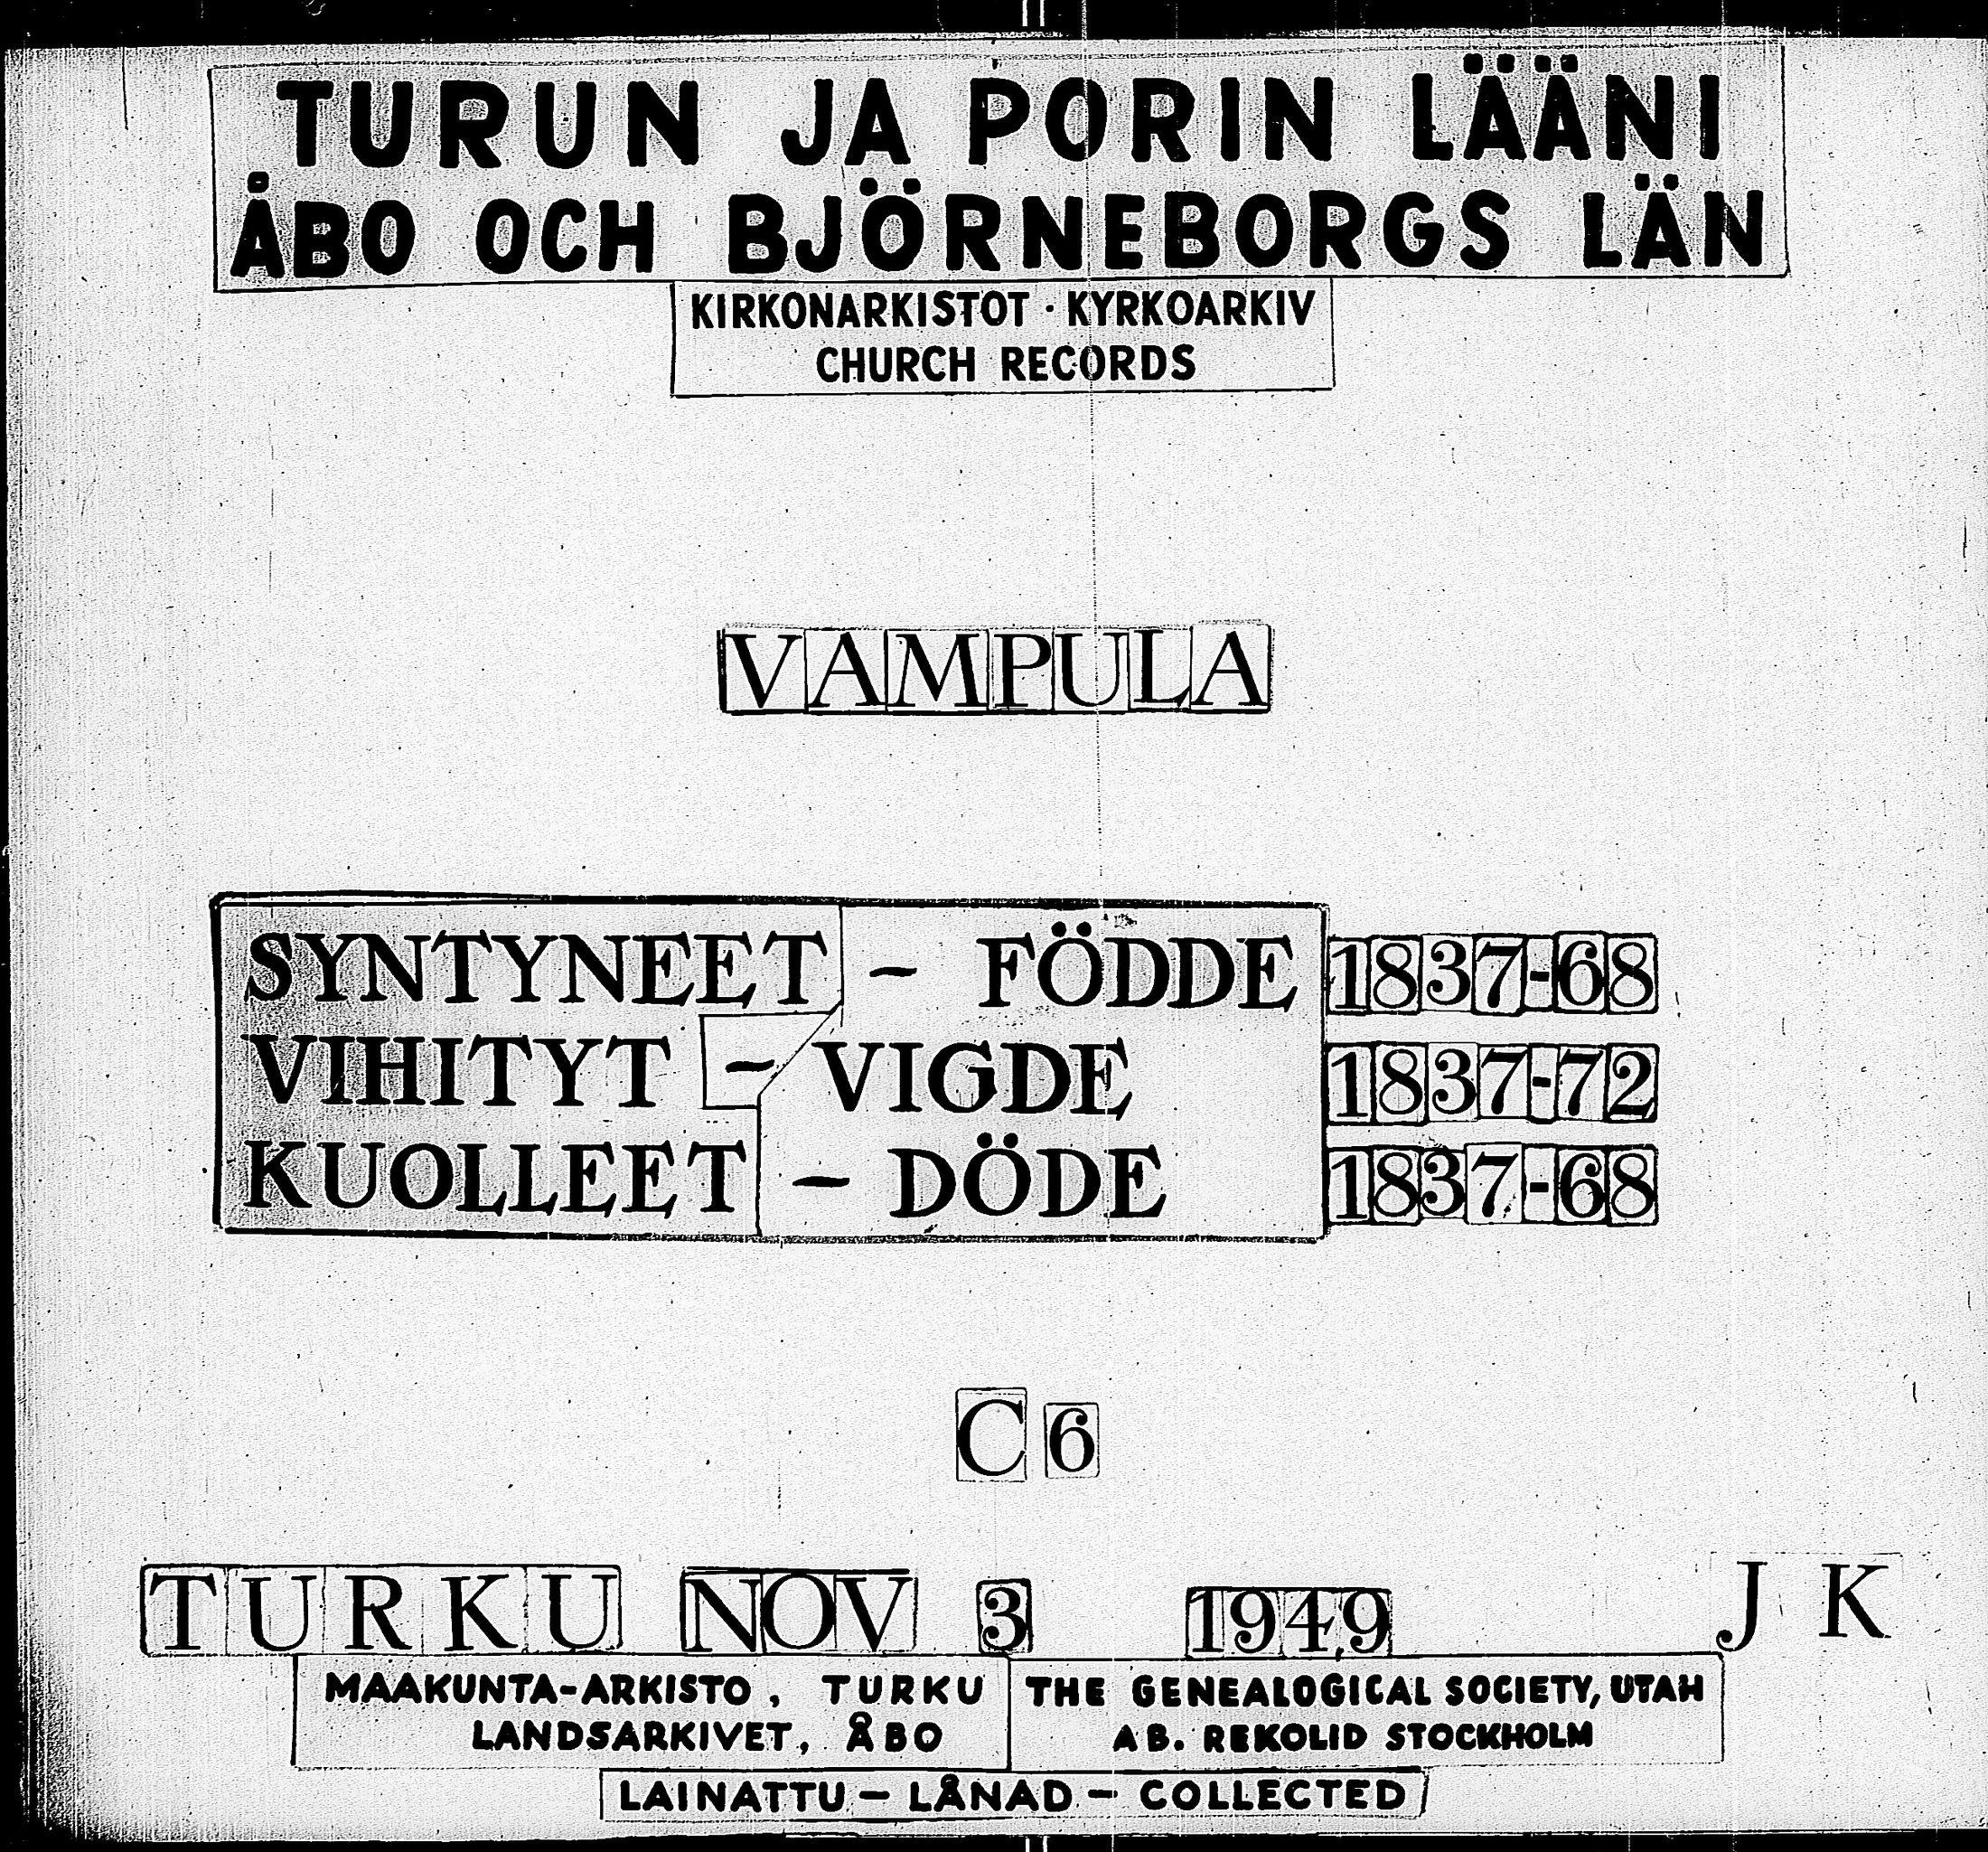 TURUN JA PORIN LÄÄNI
ÅBO OCH BJÖRNEBORGS LÄN
KIRKONARKISTOT · KYRKOARKIV
CHURCH RECORDS
VAMPULA
SYNTYNEET - FÖDDE 1837-68
VIHITYT - VIGDE 1837-72
KUOLLEET - DÖDE 1837-68
C 6
TURKU NOV 3 1949 J K
MAAKUNTA-ARKISTO, TURKU
LANDSARKIVET, ÅBO
THE GENEALOGICAL SOCIETY, UTAH
AB. REKOLID STOCKHOLM
LAINATTU - LÅNAD - COLLECTED